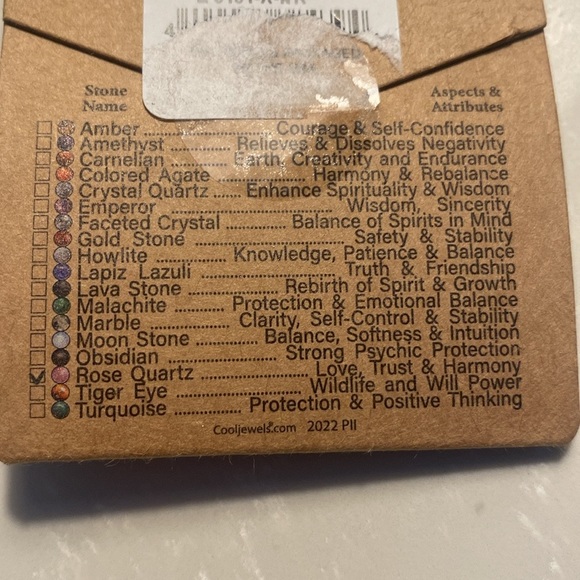 Stone Name
Aspects & Attributes
Amber ........ Courage & Self-Confidence
Amethyst ........ Relieves & Dissolves Negativity
Carnelian ........ Earth, Creativity and Endurance
Colored Agate ........ Harmony & Rebalance
Crystal Quartz ........ Enhance Spirituality & Wisdom
Emperor ........ Wisdom, Sincerity
Faceted Crystal ........ Balance of Spirits in Mind
Gold Stone ........ Safety & Stability
Howlite ........ Knowledge, Patience & Balance
Lapiz Lazuli ........ Truth & Friendship
Lava Stone ........ Rebirth of Spirit & Growth
Malachite ........ Protection & Emotional Balance
Marble ........ Clarity, Self-Control & Stability
Moon Stone ........ Balance, Softness & Intuition
Obsidian ........ Strong Psychic Protection
Rose Quartz ........ Love, Trust & Harmony
Tiger Eye ........ Wildlife and Will Power
Turquoise ........ Protection & Positive Thinking
Cooljewels.com 2022 PII